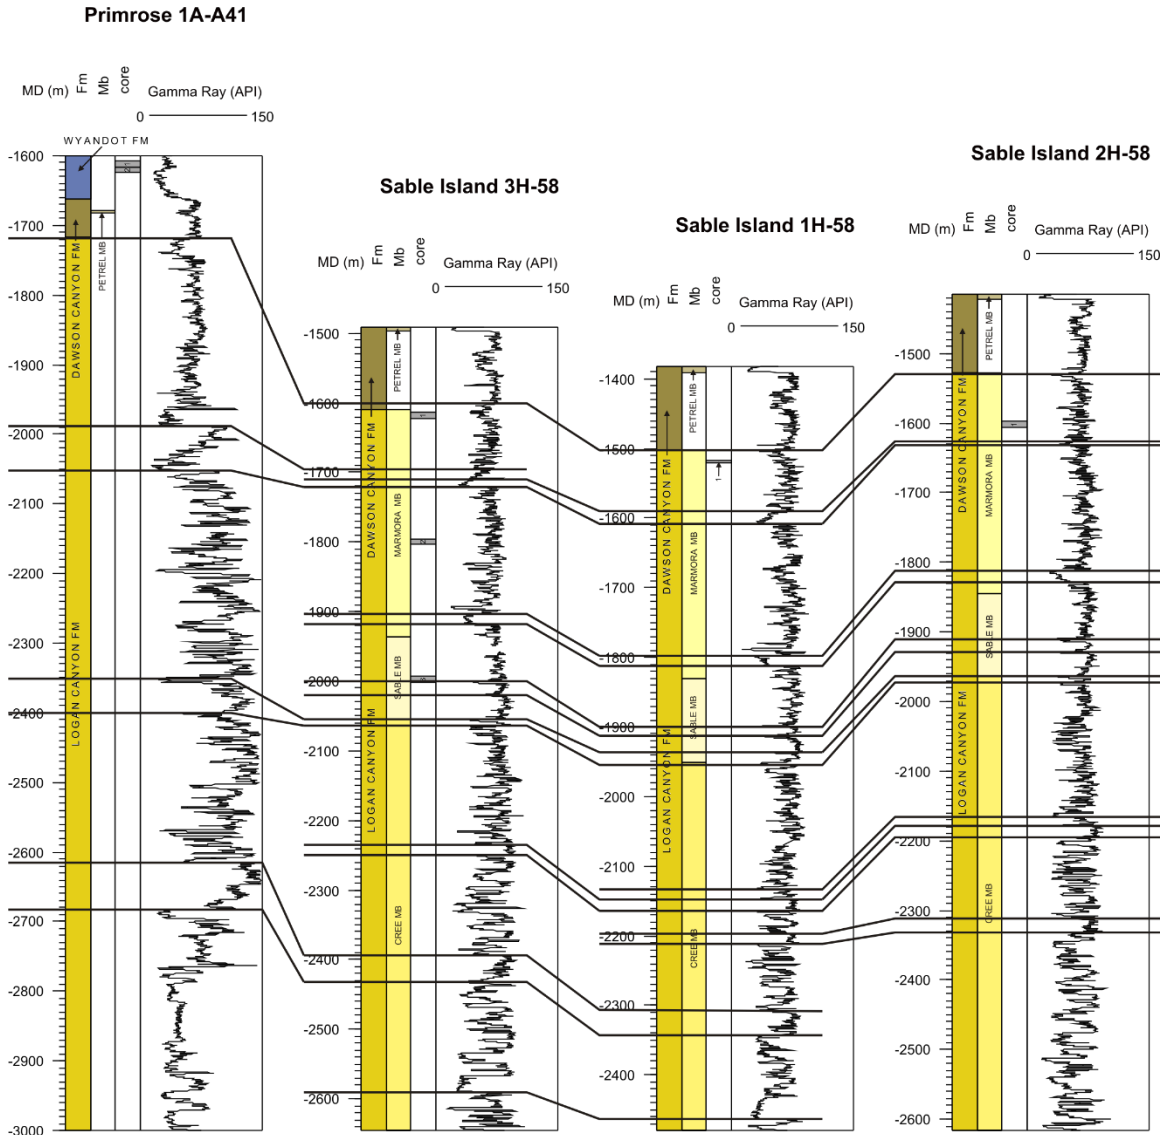 Primrose 1A-A41
MD (m)
Fm
Mb
core
Gamma Ray (API)
0
150
WYANDOT FM
PETREL MB
DAWSON CANYON FM
LOGAN CANYON FM
-1600
-1700
-1800
-1900
-2000
-2100
-2200
-2300
-2400
-2500
-2600
-2700
-2800
-2900
-3000
Sable Island 3H-58
MD (m)
Fm
Mb
core
Gamma Ray (API)
0
150
PETREL MB
DAWSON CANYON FM
MARMORA MB
SABLE MB
LOGAN CANYON FM
CREE MB
1
2
-1500
-1600
-1700
-1800
-1900
-2000
-2100
-2200
-2300
-2400
-2500
-2600
Sable Island 1H-58
MD (m)
Fm
Mb
core
Gamma Ray (API)
0
150
PETREL MB
1
DAWSON CANYON FM
MARMORA MB
SABLE MB
LOGAN CANYON FM
CREE MB
-1400
-1500
-1600
-1700
-1800
-1900
-2000
-2100
-2200
-2300
-2400
Sable Island 2H-58
MD (m)
Fm
Mb
core
Gamma Ray (API)
0
150
PETREL MB
1
DAWSON CANYON FM
MARMORA MB
SABLE MB
LOGAN CANYON FM
CREE MB
-1500
-1600
-1700
-1800
-1900
-2000
-2100
-2200
-2300
-2400
-2500
-2600